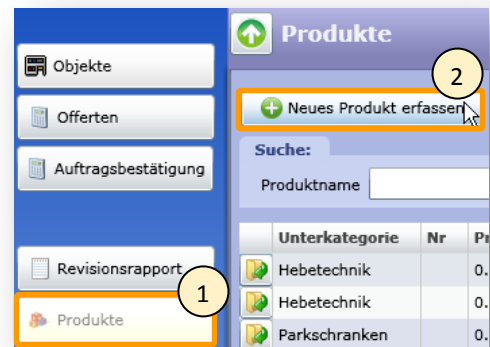 Objekte
Offerten
Auftragsbestätigung
Revisionsrapport
1
Produkte
Produkte
2
Neues Produkt erfassen
Suche:
Produktname
Unterkategorie Nr
Hebetechnik 0.
Hebetechnik 0.
Parkschranken 0.